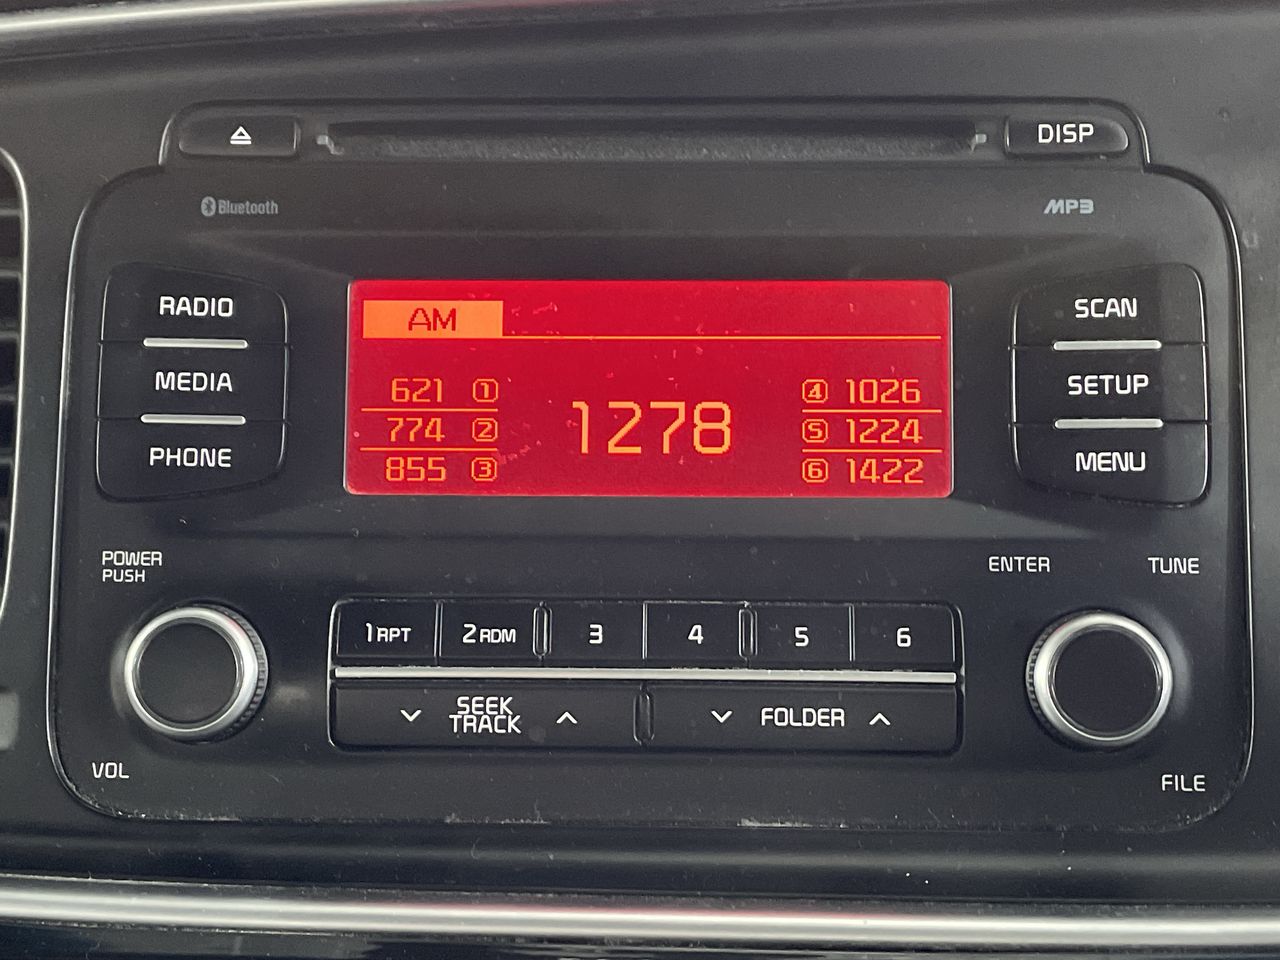 DISP
Bluetooth
MP3
RADIO
MEDIA
PHONE
AM
621 1
774 2
855 3
1278
4 1026
5 1224
6 1422
SCAN
SETUP
MENU
POWER
PUSH
VOL
1 RPT
2 RDM
3
4
5
6
SEEK
TRACK
FOLDER
ENTER
TUNE
FILE